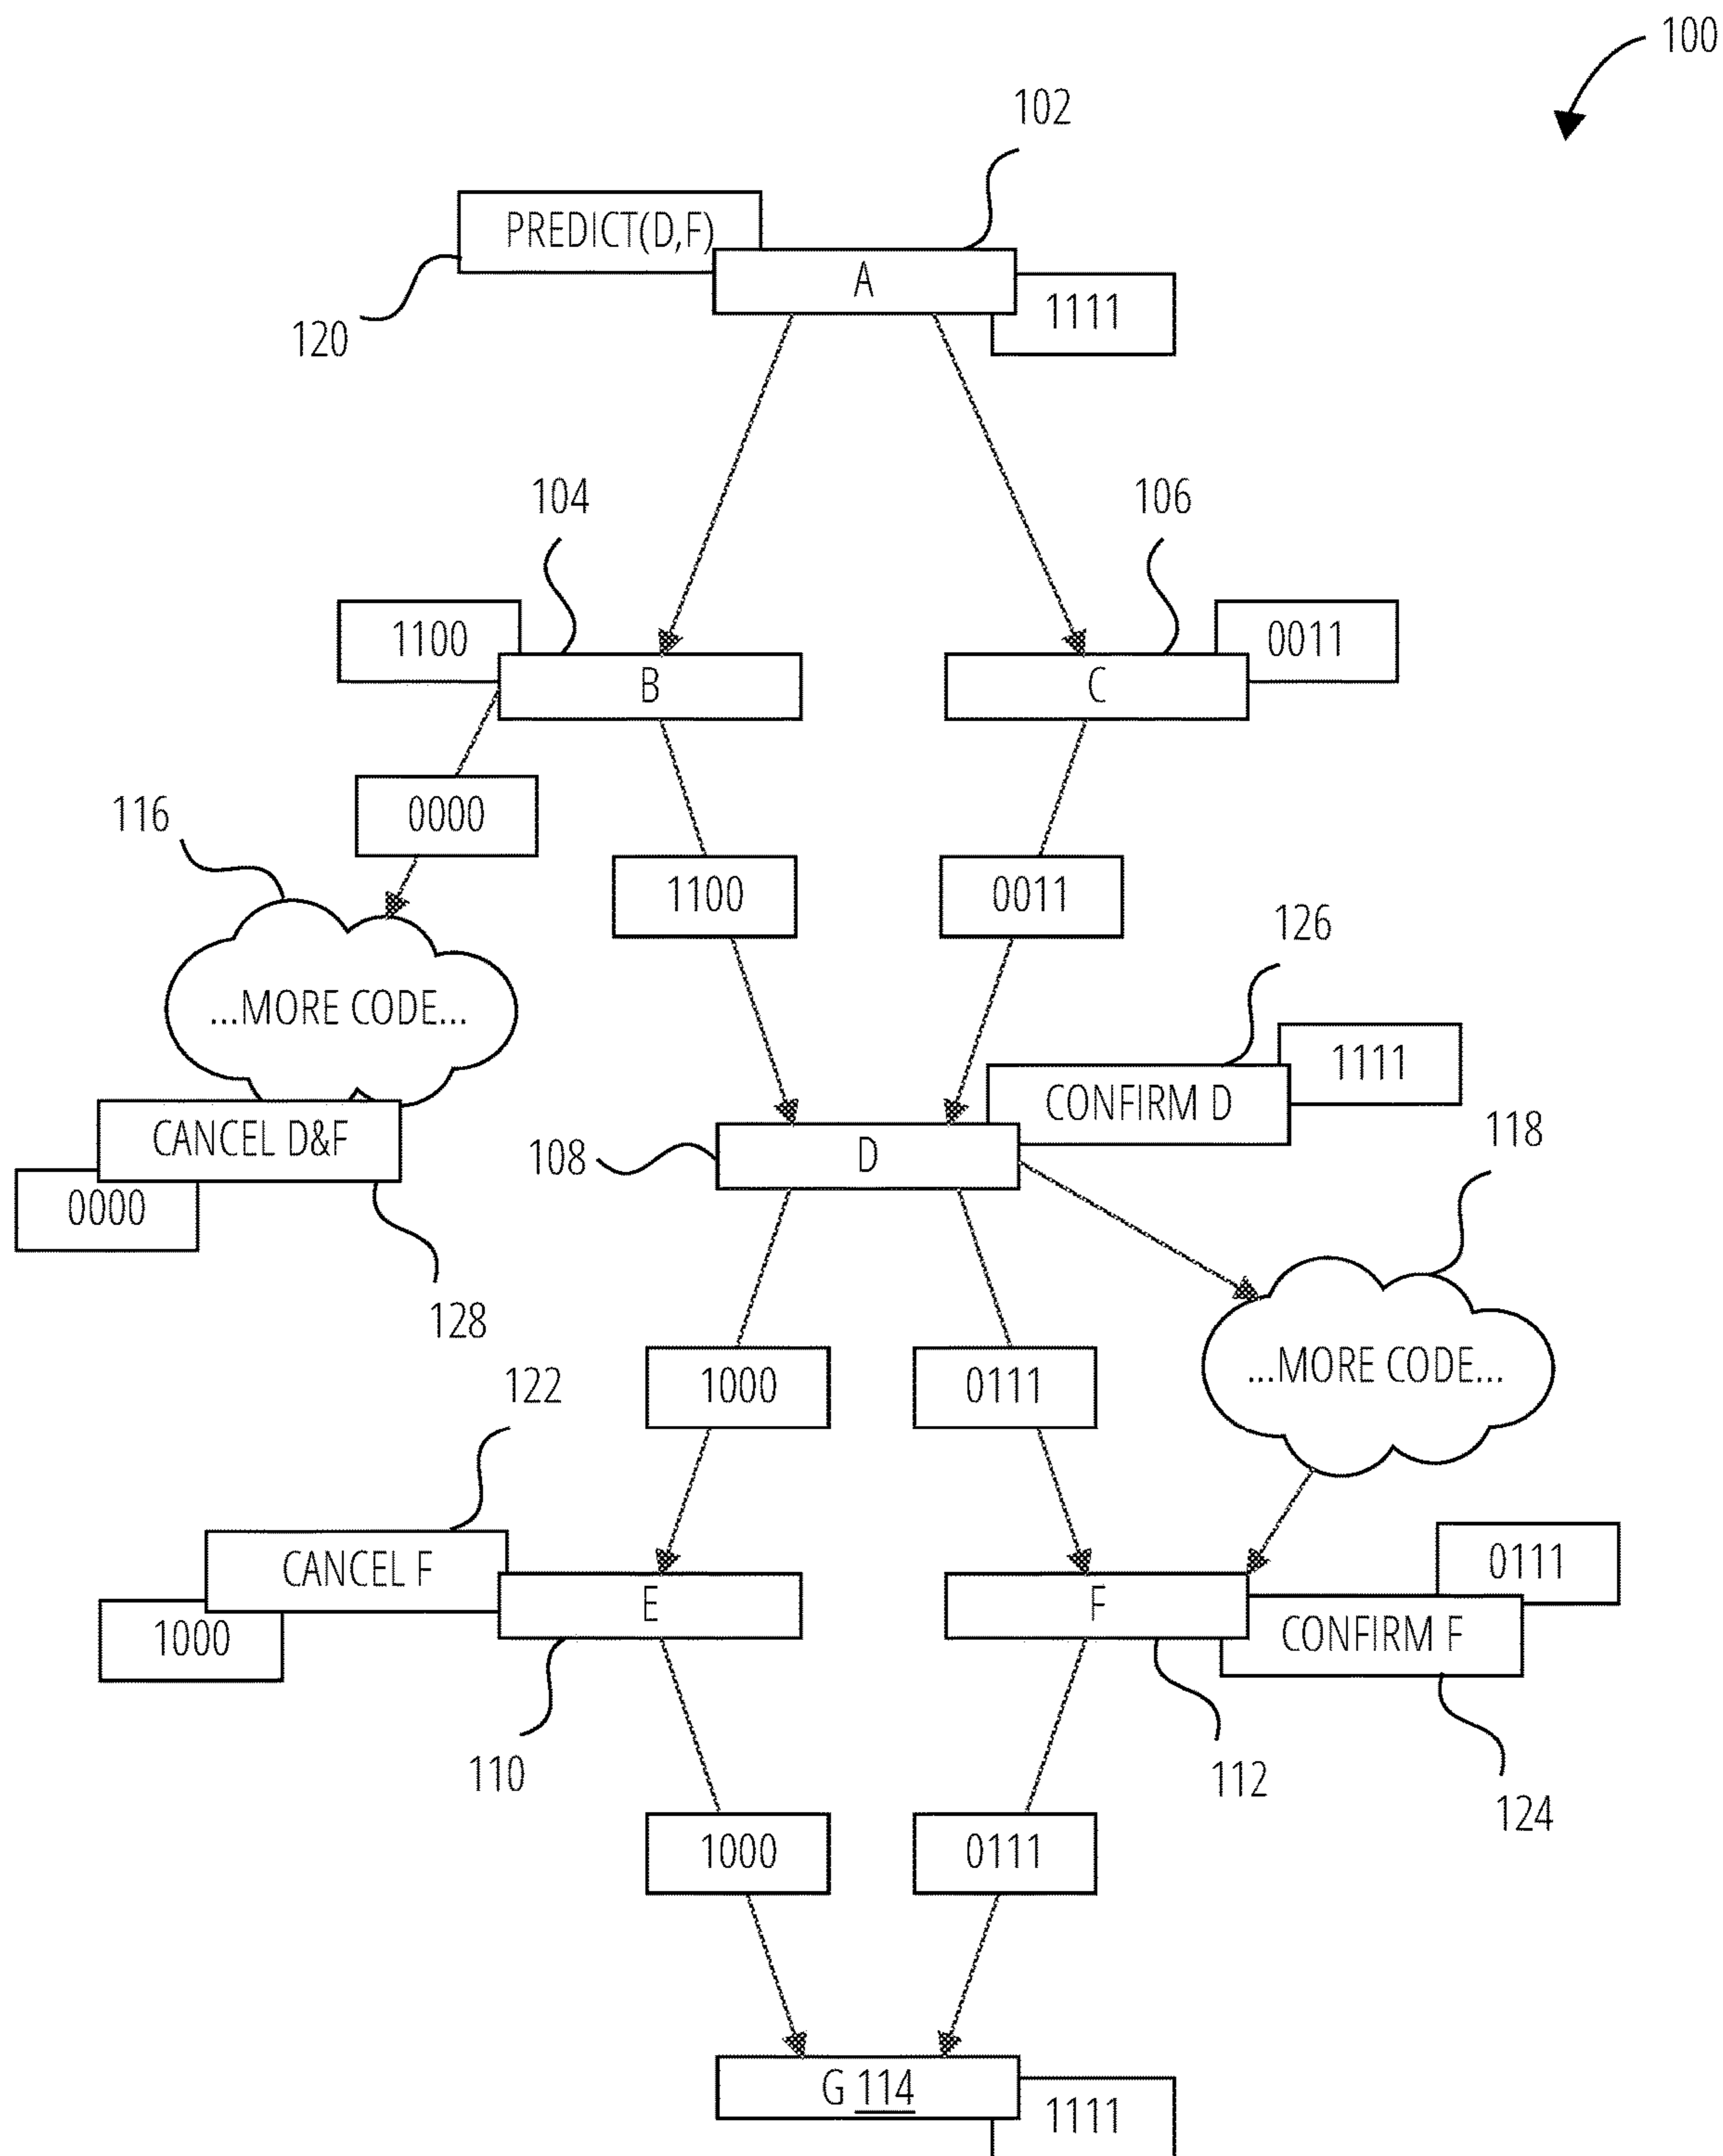 100
102
PREDICT(D,F)
A
1111
120
104
106
1100
0011
B
C
116
0000
1100
0011
126
...MORE CODE...
1111
CONFIRM D
118
CANCEL D&F
108
D
0000
128
...MORE CODE...
122
1000
0111
CANCEL F
0111
E
F
1000
CONFIRM F
110
112
124
1000
0111
G 114
1111